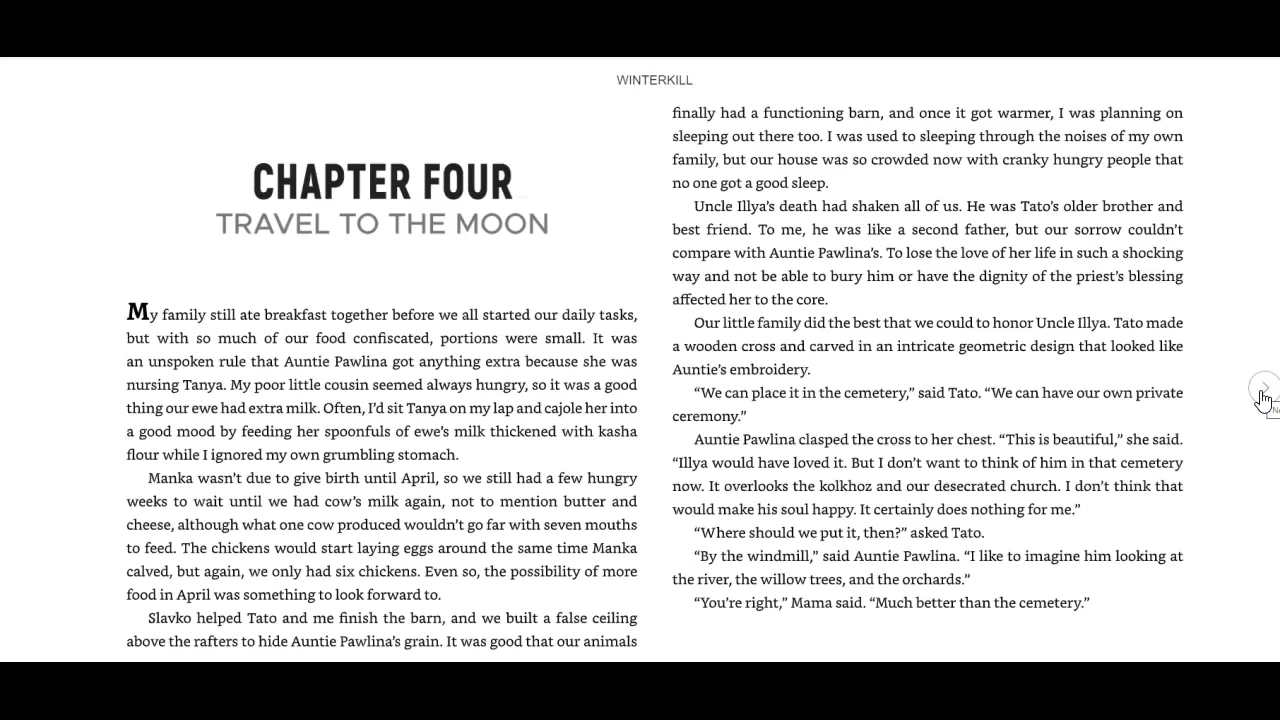 WINTERKILL
CHAPTER FOUR
TRAVEL TO THE MOON
My family still ate breakfast together before we all started our daily tasks,
but with so much of our food confiscated, portions were small. It was
an unspoken rule that Auntie Pawlina got anything extra because she was
nursing Tanya. My poor little cousin seemed always hungry, so it was a good
thing our ewe had extra milk. Often, I’d sit Tanya on my lap and cajole her into
a good mood by feeding her spoonfuls of ewe’s milk thickened with kasha
flour while I ignored my own grumbling stomach.
Manka wasn’t due to give birth until April, so we still had a few hungry
weeks to wait until we had cow’s milk again, not to mention butter and
cheese, although what one cow produced wouldn’t go far with seven mouths
to feed. The chickens would start laying eggs around the same time Manka
calved, but again, we only had six chickens. Even so, the possibility of more
food in April was something to look forward to.
Slavko helped Tato and me finish the barn, and we built a false ceiling
above the rafters to hide Auntie Pawlina’s grain. It was good that our animals
finally had a functioning barn, and once it got warmer, I was planning on
sleeping out there too. I was used to sleeping through the noises of my own
family, but our house was so crowded now with cranky hungry people that
no one got a good sleep.
Uncle Illya’s death had shaken all of us. He was Tato’s older brother and
best friend. To me, he was like a second father, but our sorrow couldn’t
compare with Auntie Pawlina’s. To lose the love of her life in such a shocking
way and not be able to bury him or have the dignity of the priest’s blessing
affected her to the core.
Our little family did the best that we could to honor Uncle Illya. Tato made
a wooden cross and carved in an intricate geometric design that looked like
Auntie’s embroidery.
“We can place it in the cemetery,” said Tato. “We can have our own private
ceremony.”
Auntie Pawlina clasped the cross to her chest. “This is beautiful,” she said.
“Illya would have loved it. But I don’t want to think of him in that cemetery
now. It overlooks the kolkhoz and our desecrated church. I don’t think that
would make his soul happy. It certainly does nothing for me.”
“Where should we put it, then?” asked Tato.
“By the windmill,” said Auntie Pawlina. “I like to imagine him looking at
the river, the willow trees, and the orchards.”
“You’re right,” Mama said. “Much better than the cemetery.”